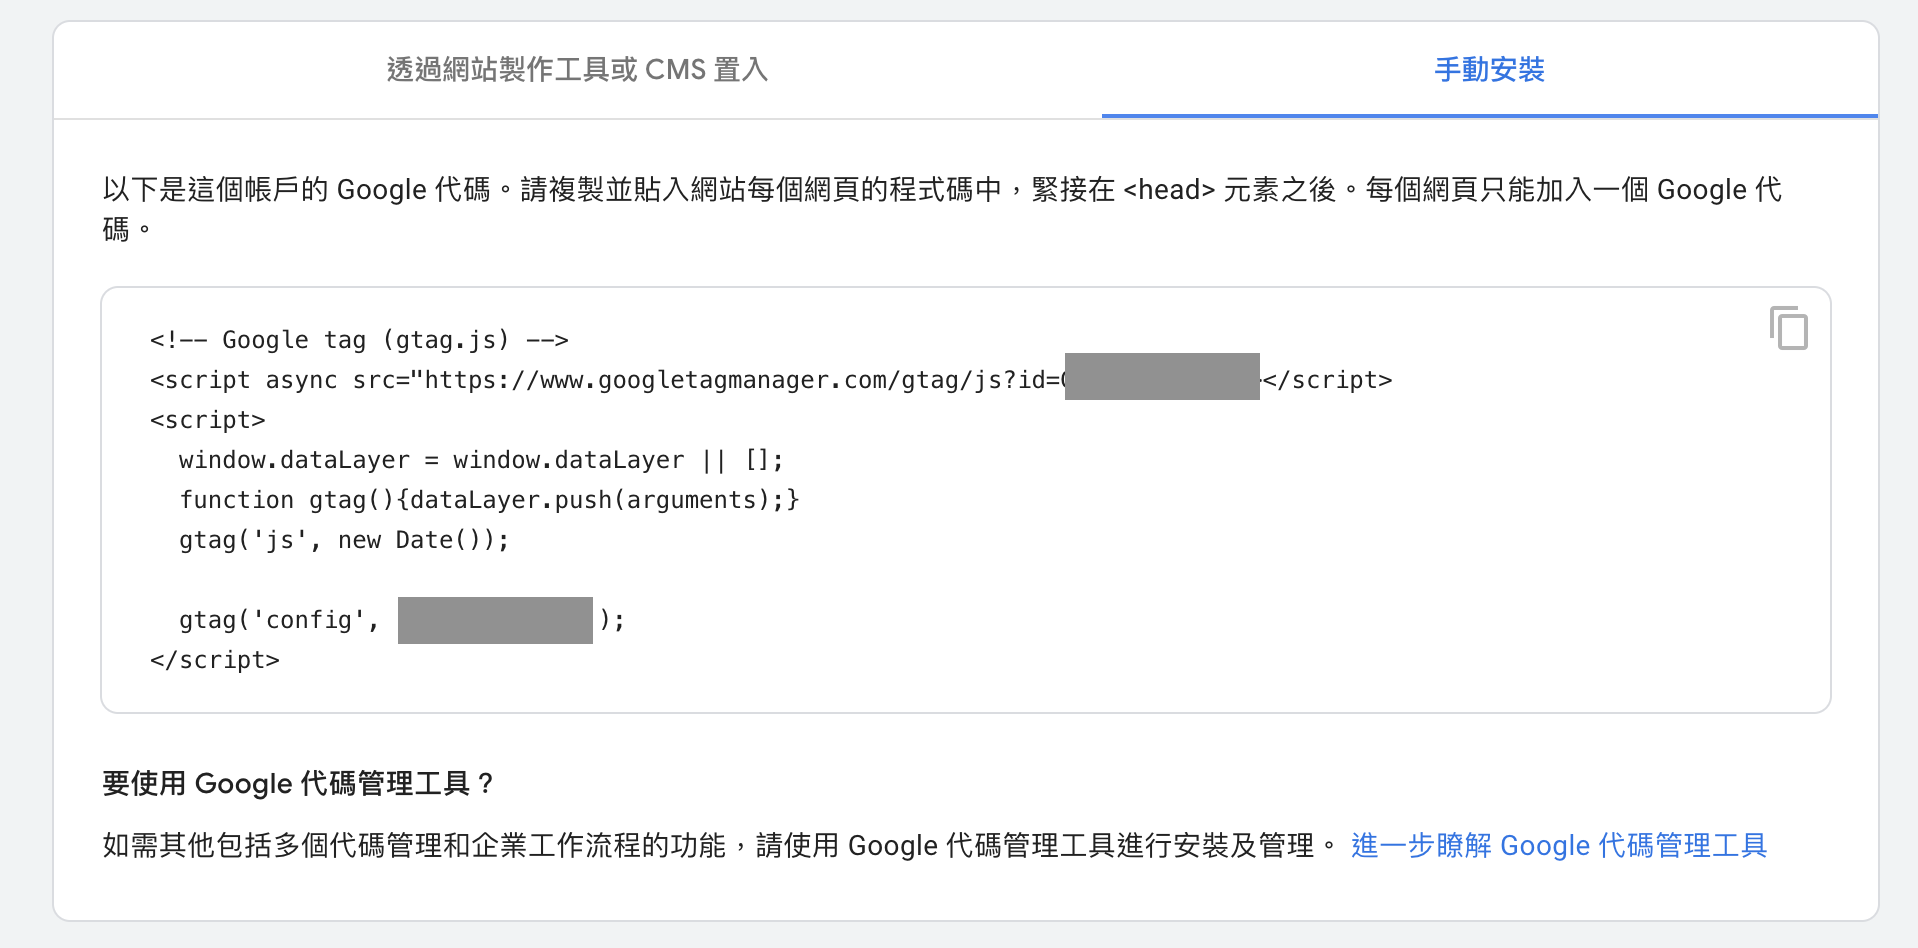 透過網站製作工具或 CMS 置入
手動安裝
以下是這個帳戶的 Google 代碼。請複製並貼入網站每個網頁的程式碼中，緊接在 <head> 元素之後。每個網頁只能加入一個 Google 代
碼。
<!-- Google tag (gtag.js) -->
<script async src="https://www.googletagmanager.com/gtag/js?id= </script>
<script>
  window.dataLayer = window.dataLayer || [];
  function gtag(){dataLayer.push(arguments);}
  gtag('js', new Date());
  gtag('config', );
</script>
要使用 Google 代碼管理工具？
如需其他包括多個代碼管理和企業工作流程的功能，請使用 Google 代碼管理工具進行安裝及管理。 進一步瞭解 Google 代碼管理工具